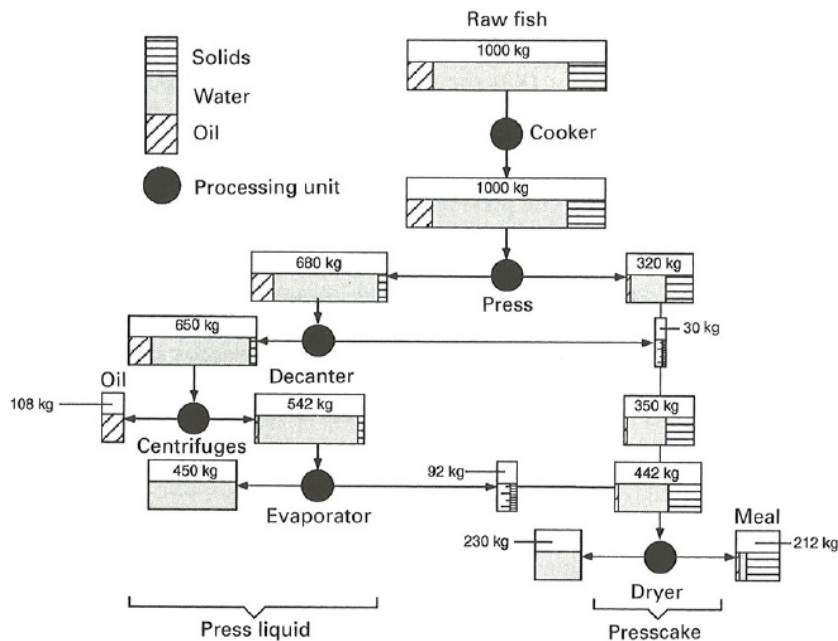 Raw fish
1000 kg
Solids
Water
Oil
Cooker
Processing unit
1000 kg
680 kg
320 kg
Press
650 kg
30 kg
Decanter
Oil
108 kg
542 kg
350 kg
Centrifuges
450 kg
92 kg
442 kg
Evaporator
Meal
230 kg
212 kg
Dryer
Press liquid
Presscake